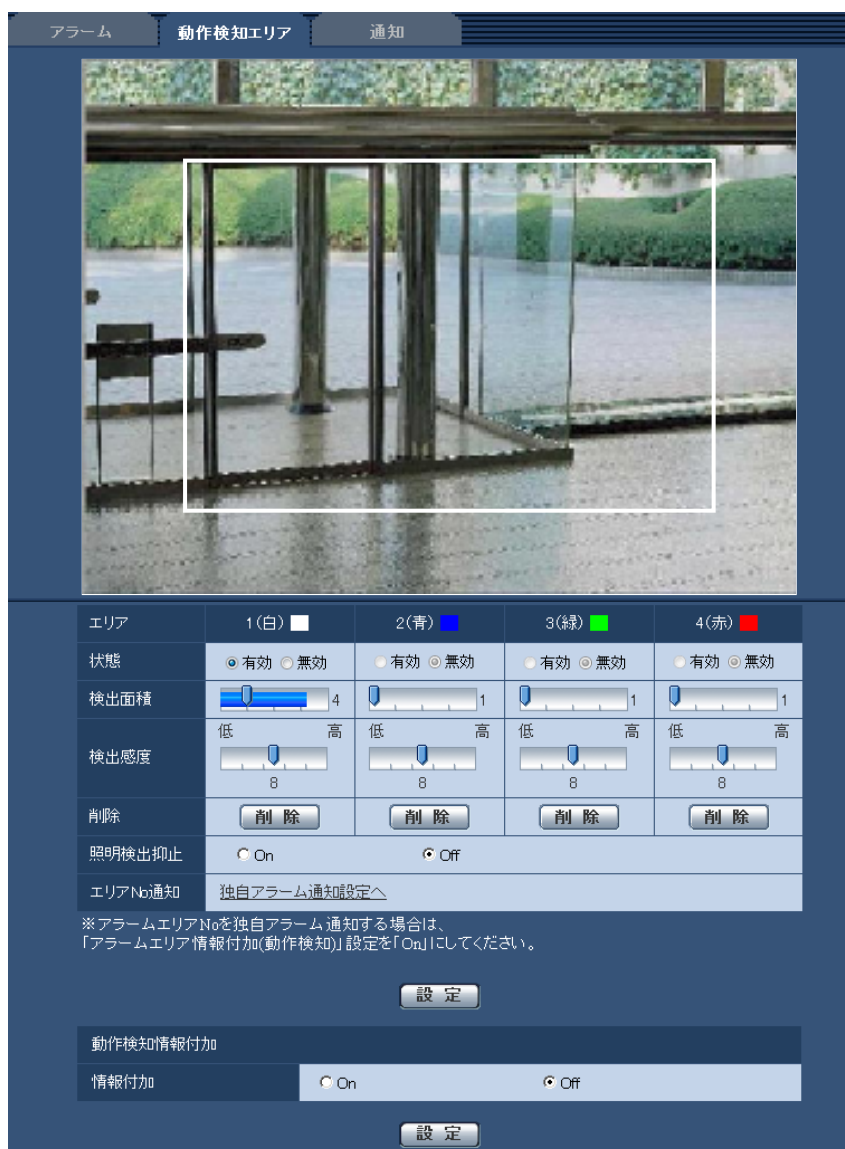 アラーム 動作検知エリア 通知
エリア 1(白) 2(青) 3(緑) 4(赤)
状態 有効 無効 有効 無効 有効 無効 有効 無効
検出面積 4 1 1 1
検出感度 低 高 低 高 低 高 低 高
8 8 8 8
削除 削 除 削 除 削 除 削 除
照明検出抑止 On Off
エリアNo通知 独自アラーム通知設定へ
※アラームエリアNoを独自アラーム通知する場合は、
「アラームエリア情報付加(動作検知)」設定を「On」にしてください。
設 定
動作検知情報付加
情報付加 On Off
設 定